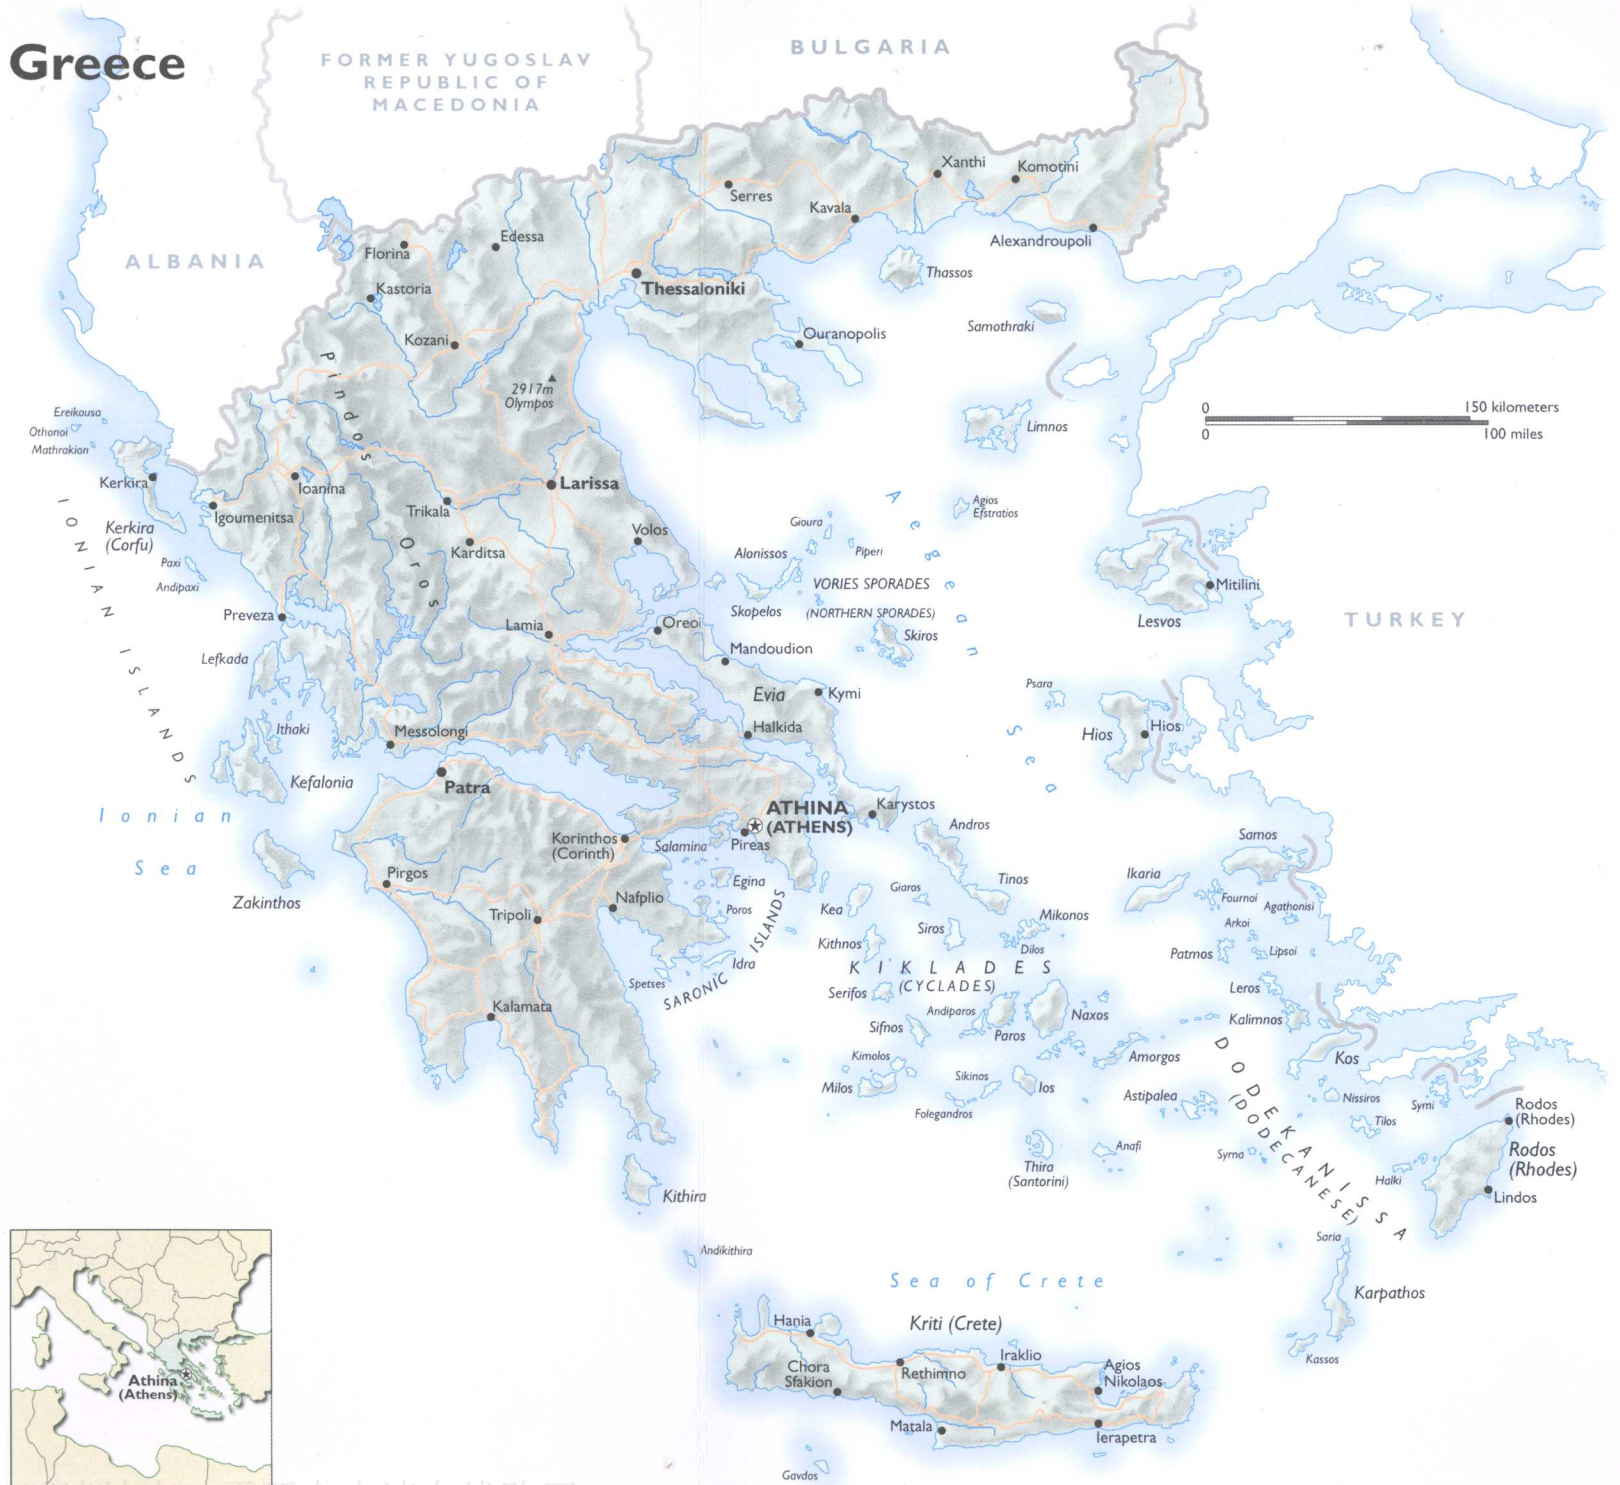 Greece
FORMER YUGOSLAV
REPUBLIC OF
MACEDONIA
BULGARIA
ALBANIA
TURKEY
Xanthi
Komotini
Serres
Kavala
Alexandroupoli
Florina
Edessa
Kastoria
Thessaloniki
Thassos
Samothraki
Kozani
Ouranopolis
2917m
Olympos
Pindos
Oros
0
150 kilometers
0
100 miles
Ereikousa
Othonoi
Mathrakion
Limnos
Kerkira
Ioanina
Larissa
Igoumenitsa
Trikala
Agios
Efstratios
Kerkira
(Corfu)
Karditsa
Volos
Gioura
Alonissos
Piperi
Paxi
Andipaxi
VORIES SPORADES
(NORTHERN SPORADES)
Skopelos
Mitilini
Lesvos
Preveza
Lamia
Oreoi
Skiros
Aegean
Sea
IONIAN ISLANDS
Lefkada
Mandoudion
Evia
Kymi
Psara
Ithaki
Messolongi
Halkida
Hios
Hios
Kefalonia
Patra
Ionian
Sea
ATHINA
(ATHENS)
Karystos
Korinthos
(Corinth)
Salamina
Pireas
Andros
Samos
Pirgos
Egina
Zakinthos
Nafplio
Poros
Kea
Giaros
Tinos
Ikaria
Fournoi
Agathonisi
Tripoli
Mikonos
Siros
Arkoi
Kithnos
Dilos
Patmos
Lipsoi
Idra
Spetses
SARONIC ISLANDS
KIKLADES
(CYCLADES)
Serifos
Leros
Kalamata
Andiparos
Paros
Naxos
Kalimnos
Sifnos
Kimolos
Amorgos
Kos
Milos
Sikinos
Ios
Folegandros
Astipalea
Nissiros
Symi
Tilos
Rodos
(Rhodes)
DODEKANISSA
(DODECANESE)
Thira
(Santorini)
Anafi
Syrna
Rodos
(Rhodes)
Halki
Lindos
Kithira
Saria
Andikithira
Sea of Crete
Karpathos
Hania
Kriti (Crete)
Kassos
Iraklio
Rethimno
Chora
Sfakion
Agios
Nikolaos
Matala
Ierapetra
Gavdos
Athina
(Athens)